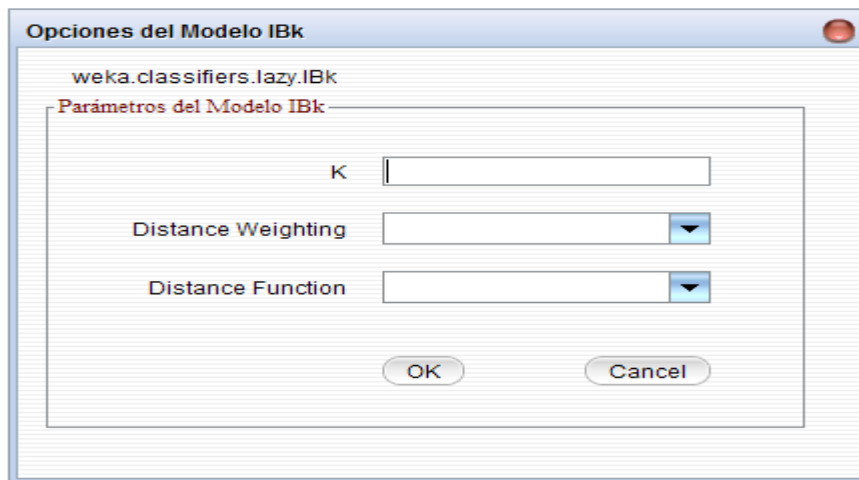 Opciones del Modelo IBk
weka.classifiers.lazy.IBk
Parámetros del Modelo IBk
K
Distance Weighting
Distance Function
OK Cancel